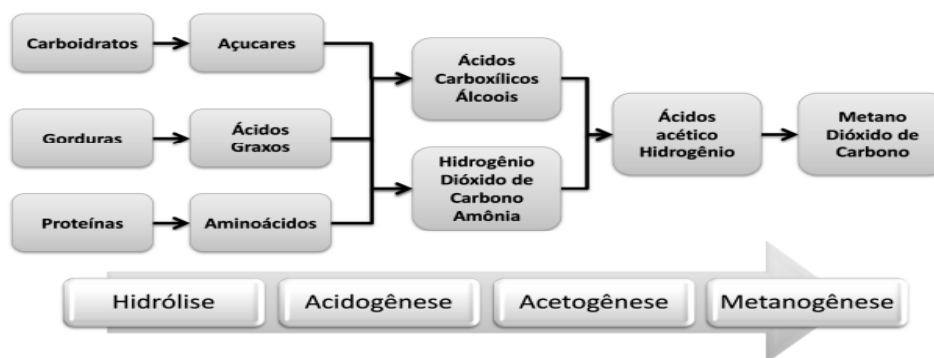 Carboidratos
Açucares
Gorduras
Ácidos
Graxos
Proteínas
Aminoácidos
Ácidos
Carboxílicos
Álcoois
Hidrogênio
Dióxido de
Carbono
Amônia
Ácidos
acético
Hidrogênio
Metano
Dióxido de
Carbono
Hidrólise
Acidogênese
Acetogênese
Metanogênese